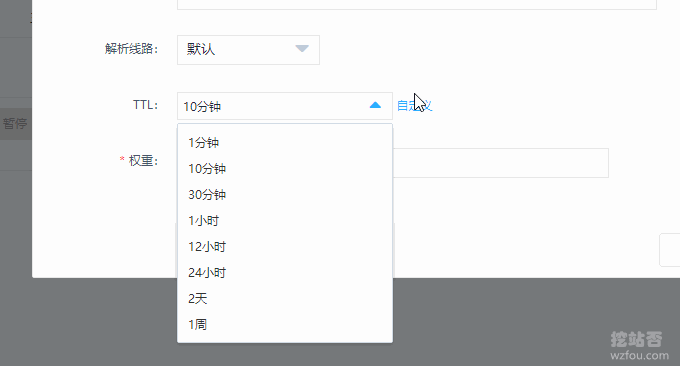 解析线路： 默认
TTL： 10分钟 自定义
暂停
1分钟
* 权重：
10分钟
30分钟
1小时
12小时
24小时
2天
1周
挖站否
wzfou.com